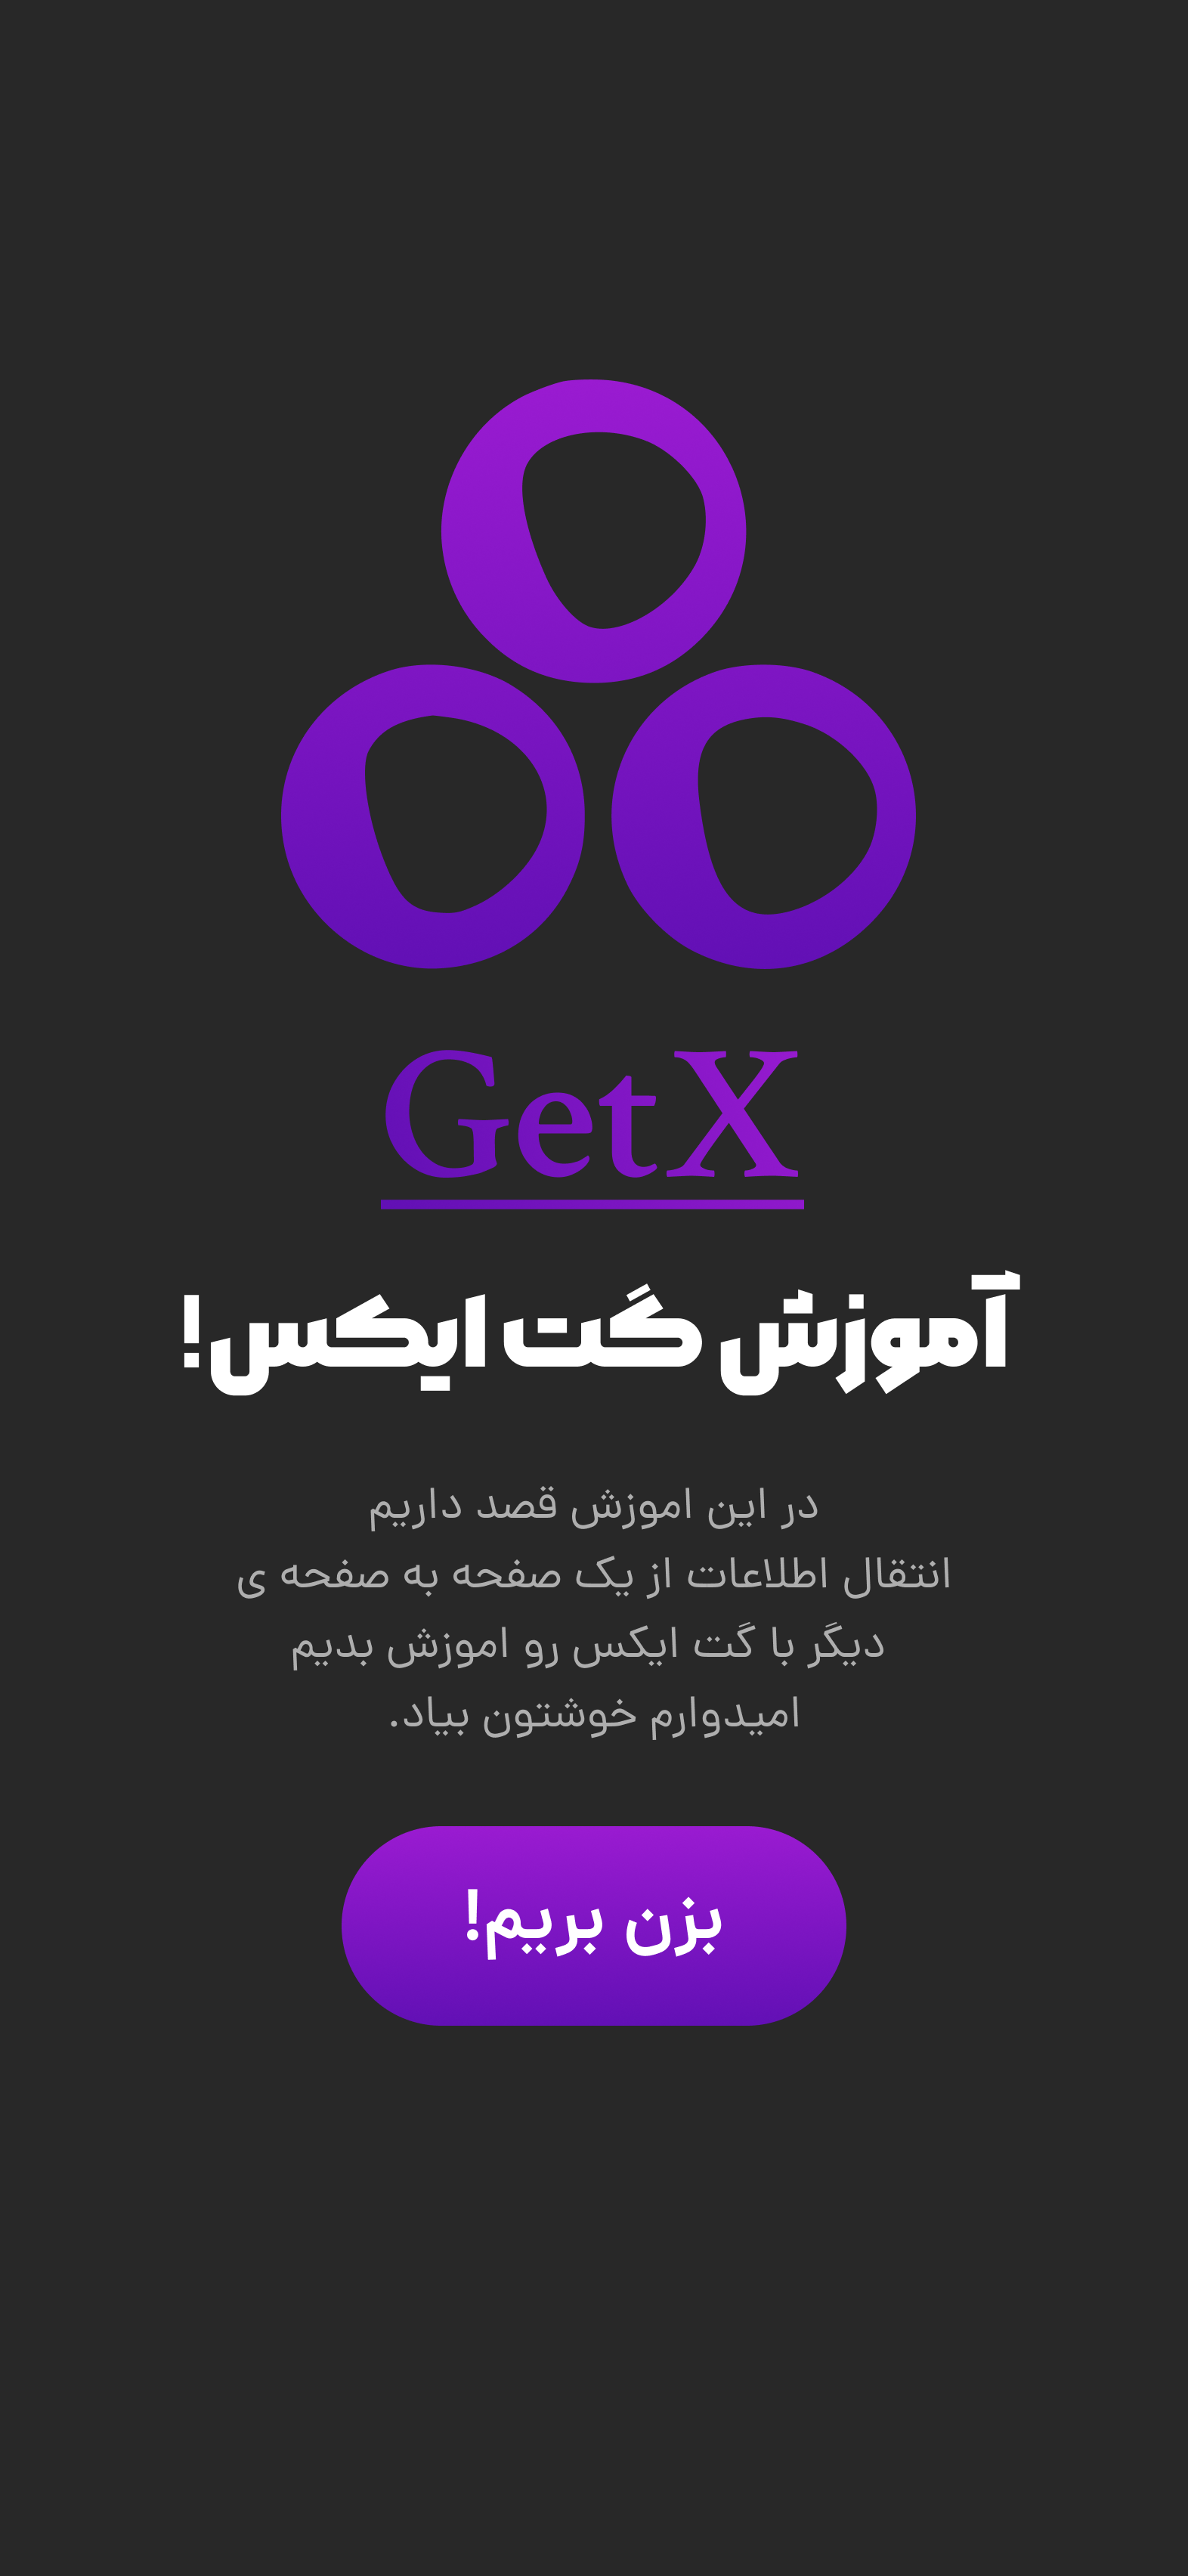 GetX
آموزش گت ایکس!
در این اموزش قصد داریم
انتقال اطلاعات از یک صفحه به صفحه ی
دیگر با گت ایکس رو اموزش بدیم
امیدوارم خوشتون بیاد.
بزن بریم!